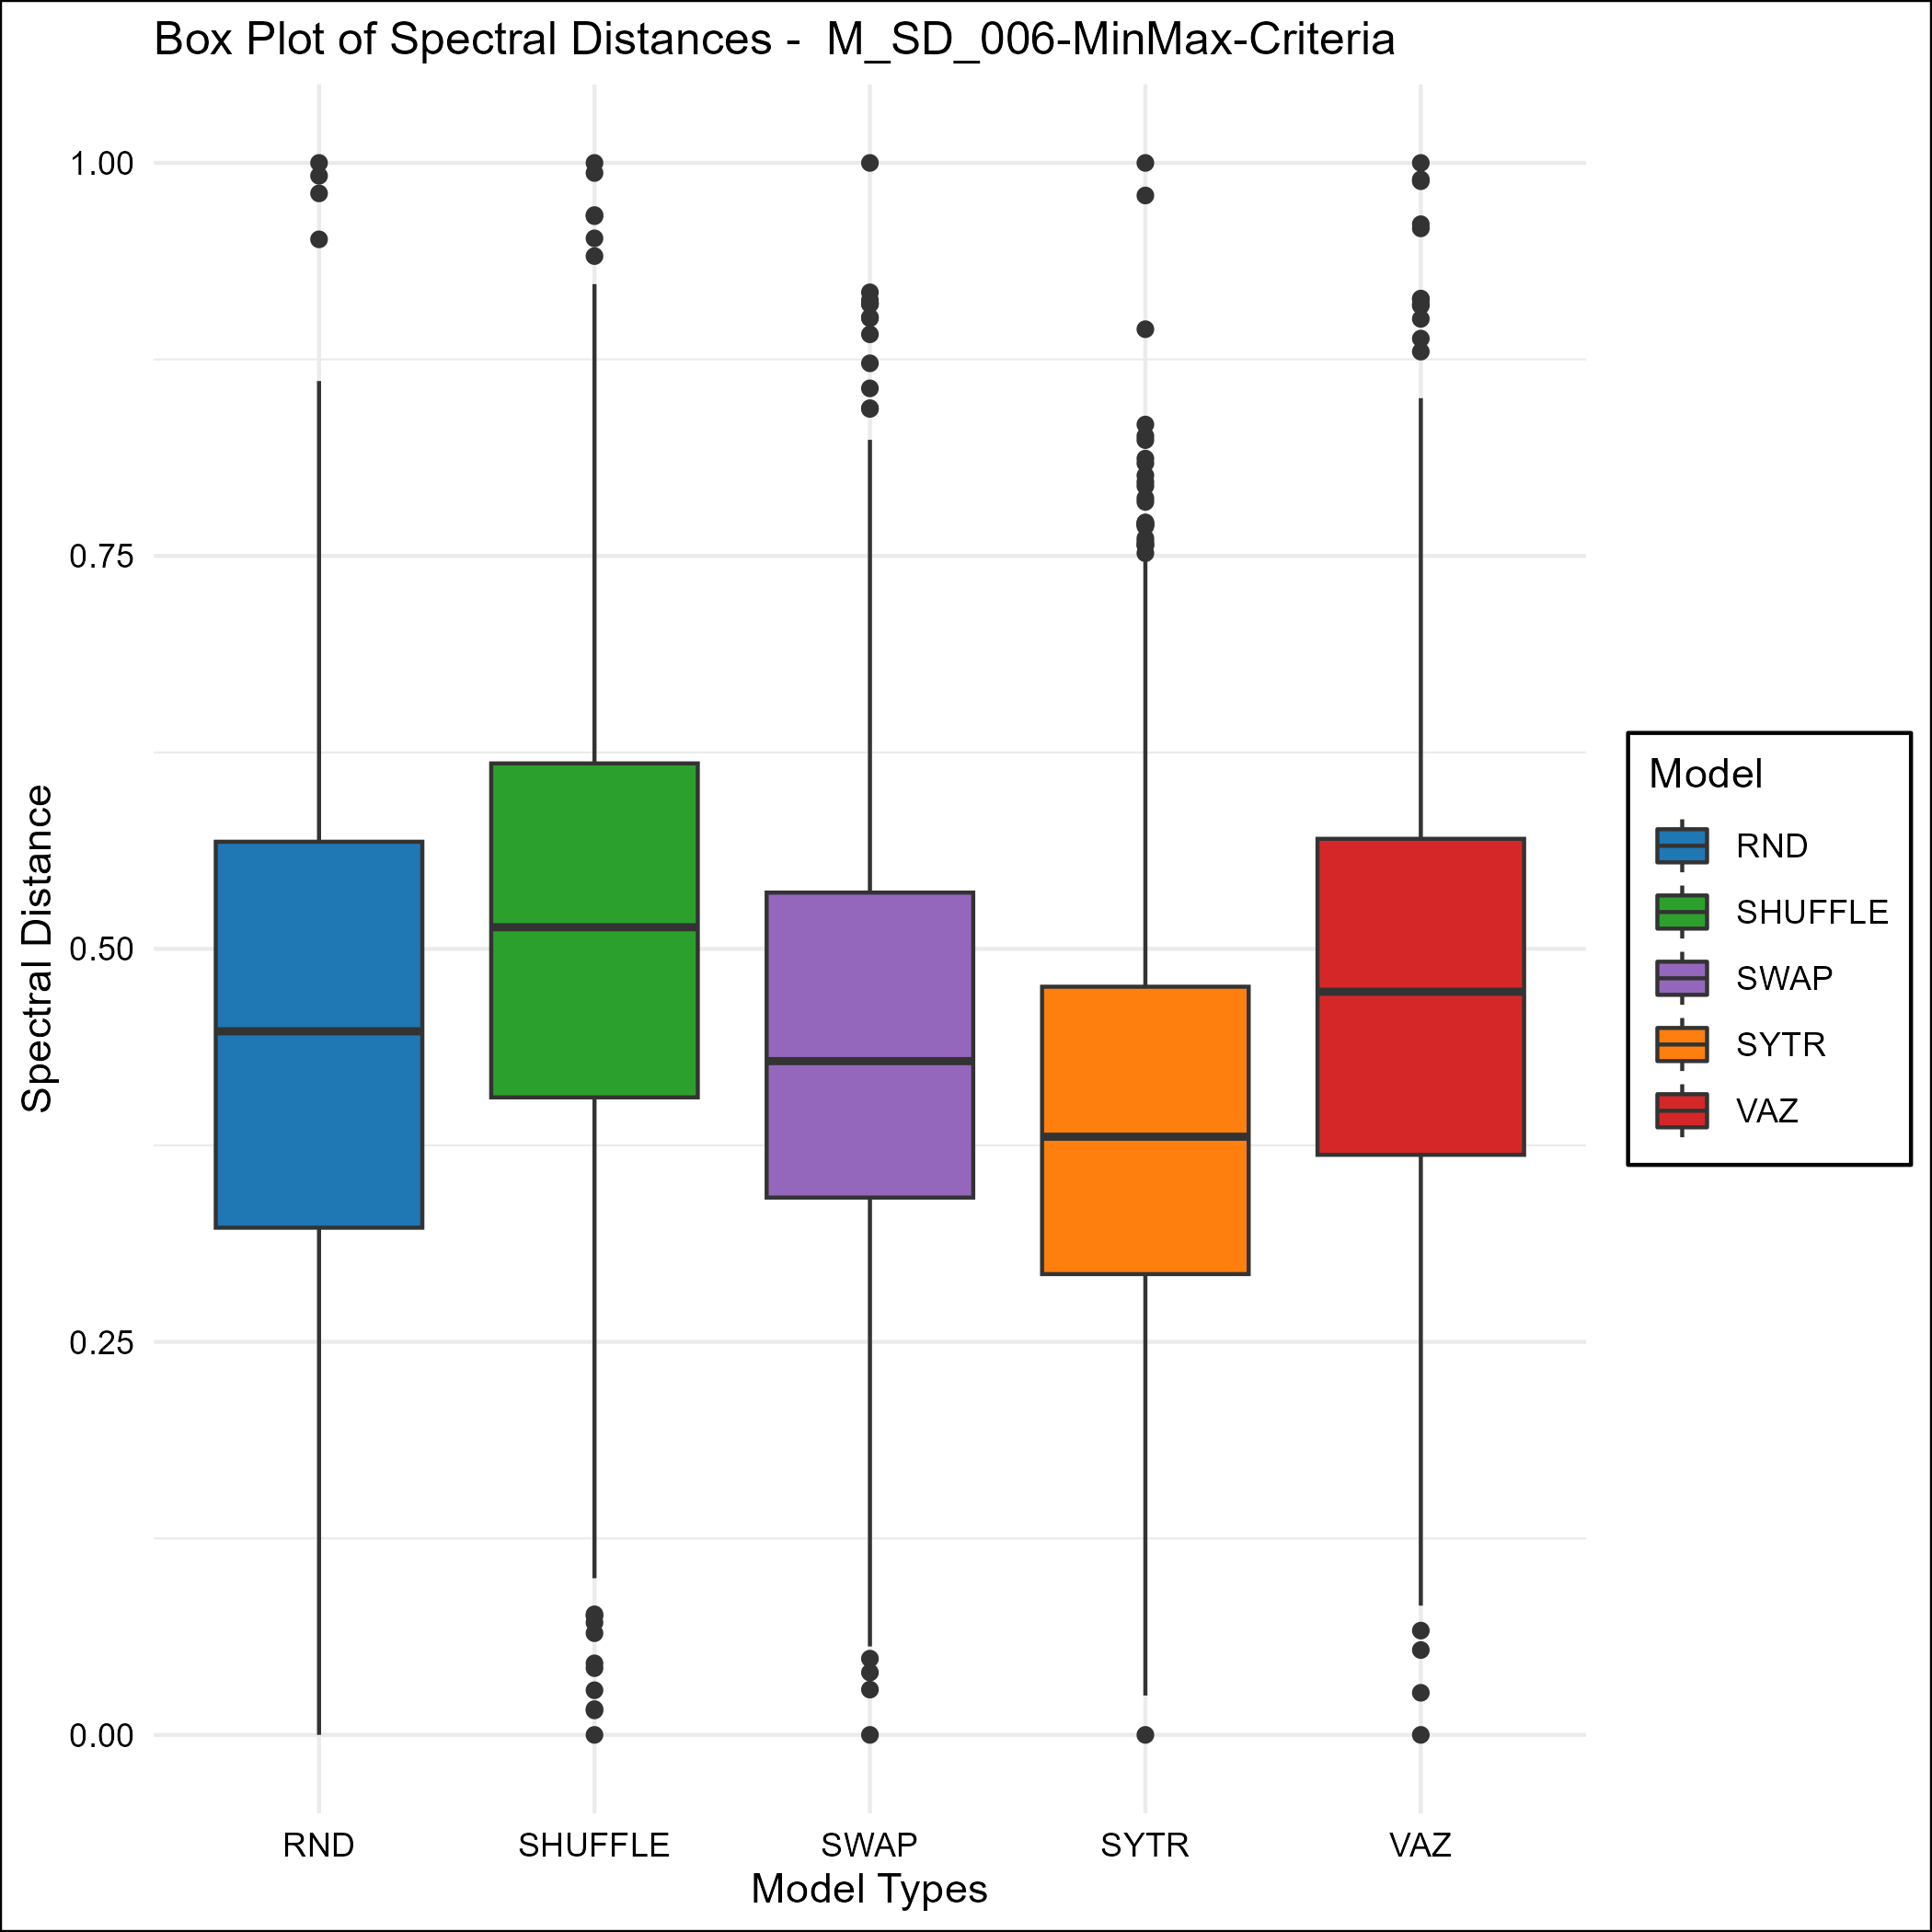 Box Plot of Spectral Distances -  M_SD_006-MinMax-Criteria
1.00
0.75
0.50
0.25
0.00
Spectral Distance
RND
SHUFFLE
SWAP
SYTR
VAZ
Model Types
Model
RND
SHUFFLE
SWAP
SYTR
VAZ